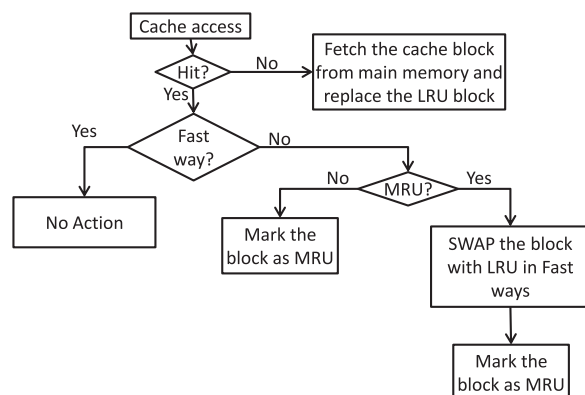 Cache access
Hit?
No
Yes
Fetch the cache block
from main memory and
replace the LRU block
Yes
Fast
way?
No
No Action
No
MRU?
Yes
Mark the
block as MRU
SWAP the block
with LRU in Fast
ways
Mark the
block as MRU